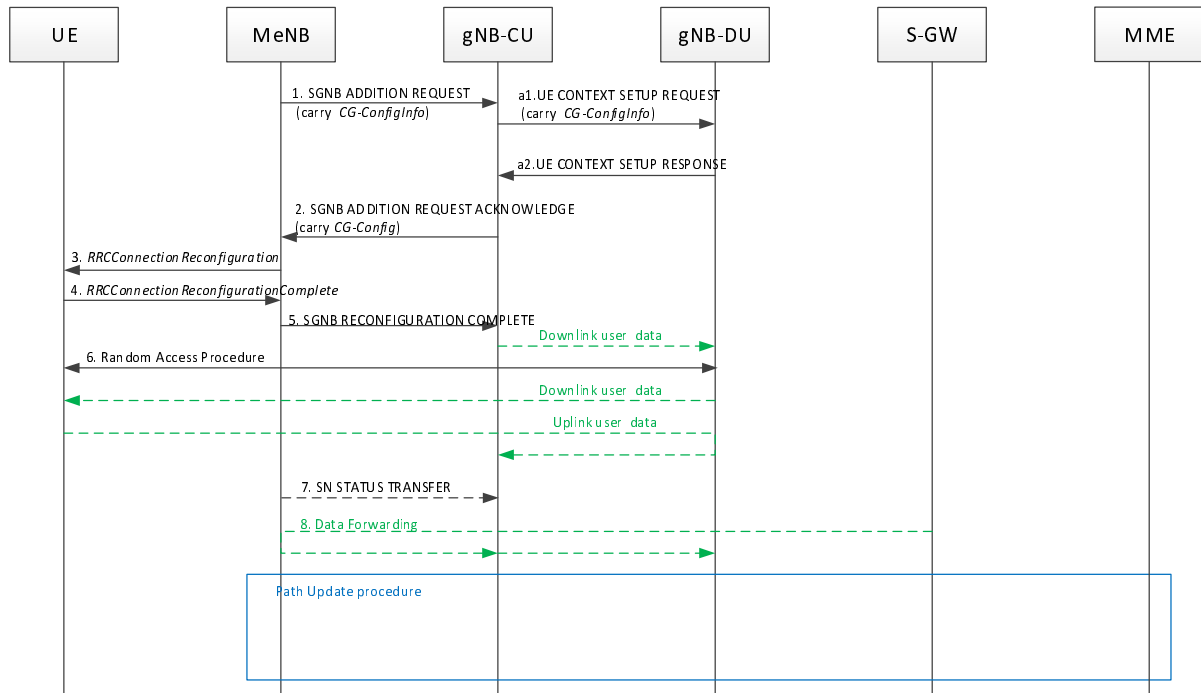 UE
MeNB
gNB-CU
gNB-DU
S-GW
MME
1. SGNB ADDITION REQUEST
(carry CG-ConfigInfo)
a1.UE CONTEXT SETUP REQUEST
(carry CG-ConfigInfo)
a2.UE CONTEXT SETUP RESPONSE
2. SGNB ADDITION REQUEST ACKNOWLEDGE
(carry CG-Config)
3. RRCConnectionReconfiguration
4. RRCConnectionReconfigurationComplete
5. SGNB RECONFIGURATION COMPLETE
Downlink user data
6. Random Access Procedure
Downlink user data
Uplink user data
7. SN STATUS TRANSFER
8. Data Forwarding
Path Update procedure